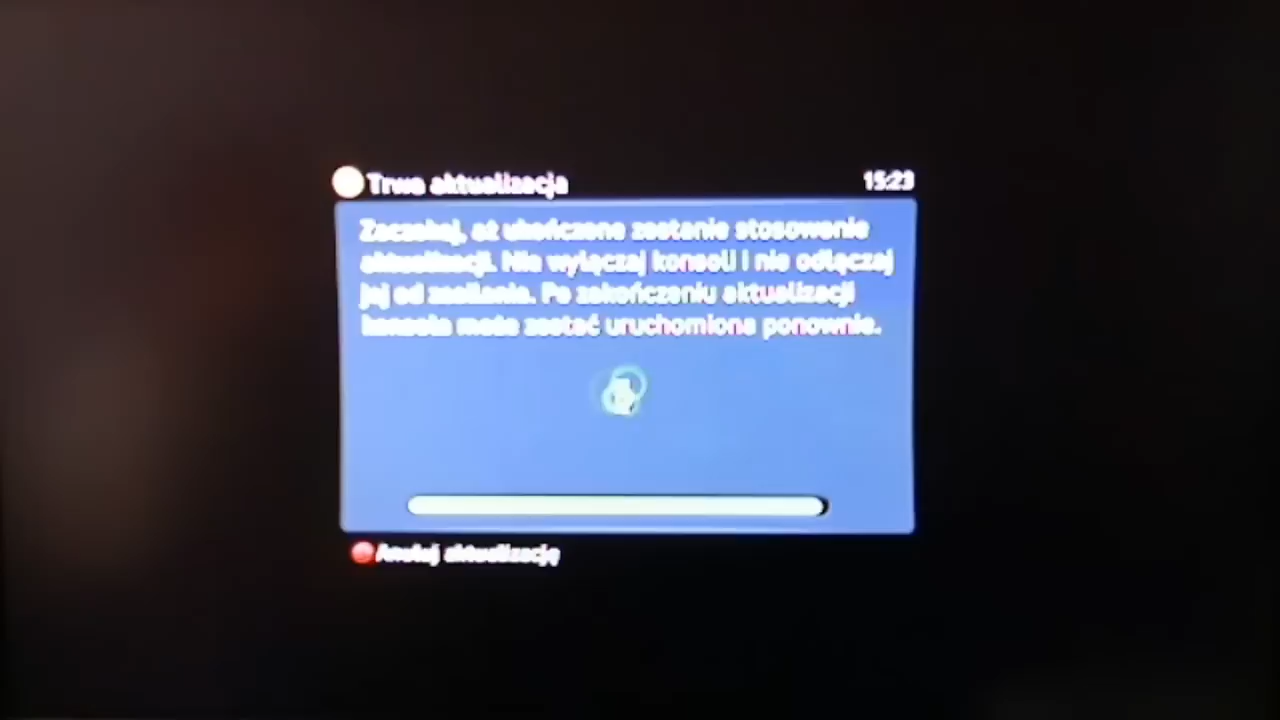 Trwa aktualizacja
15:23
Zaczekaj, aż ukończone zostanie stosowanie
aktualizacji. Nie wyłączaj konsoli i nie odłączaj
jej od zasilania. Po zakończeniu aktualizacji
konsola może zostać uruchomiona ponownie.
Anuluj aktualizację